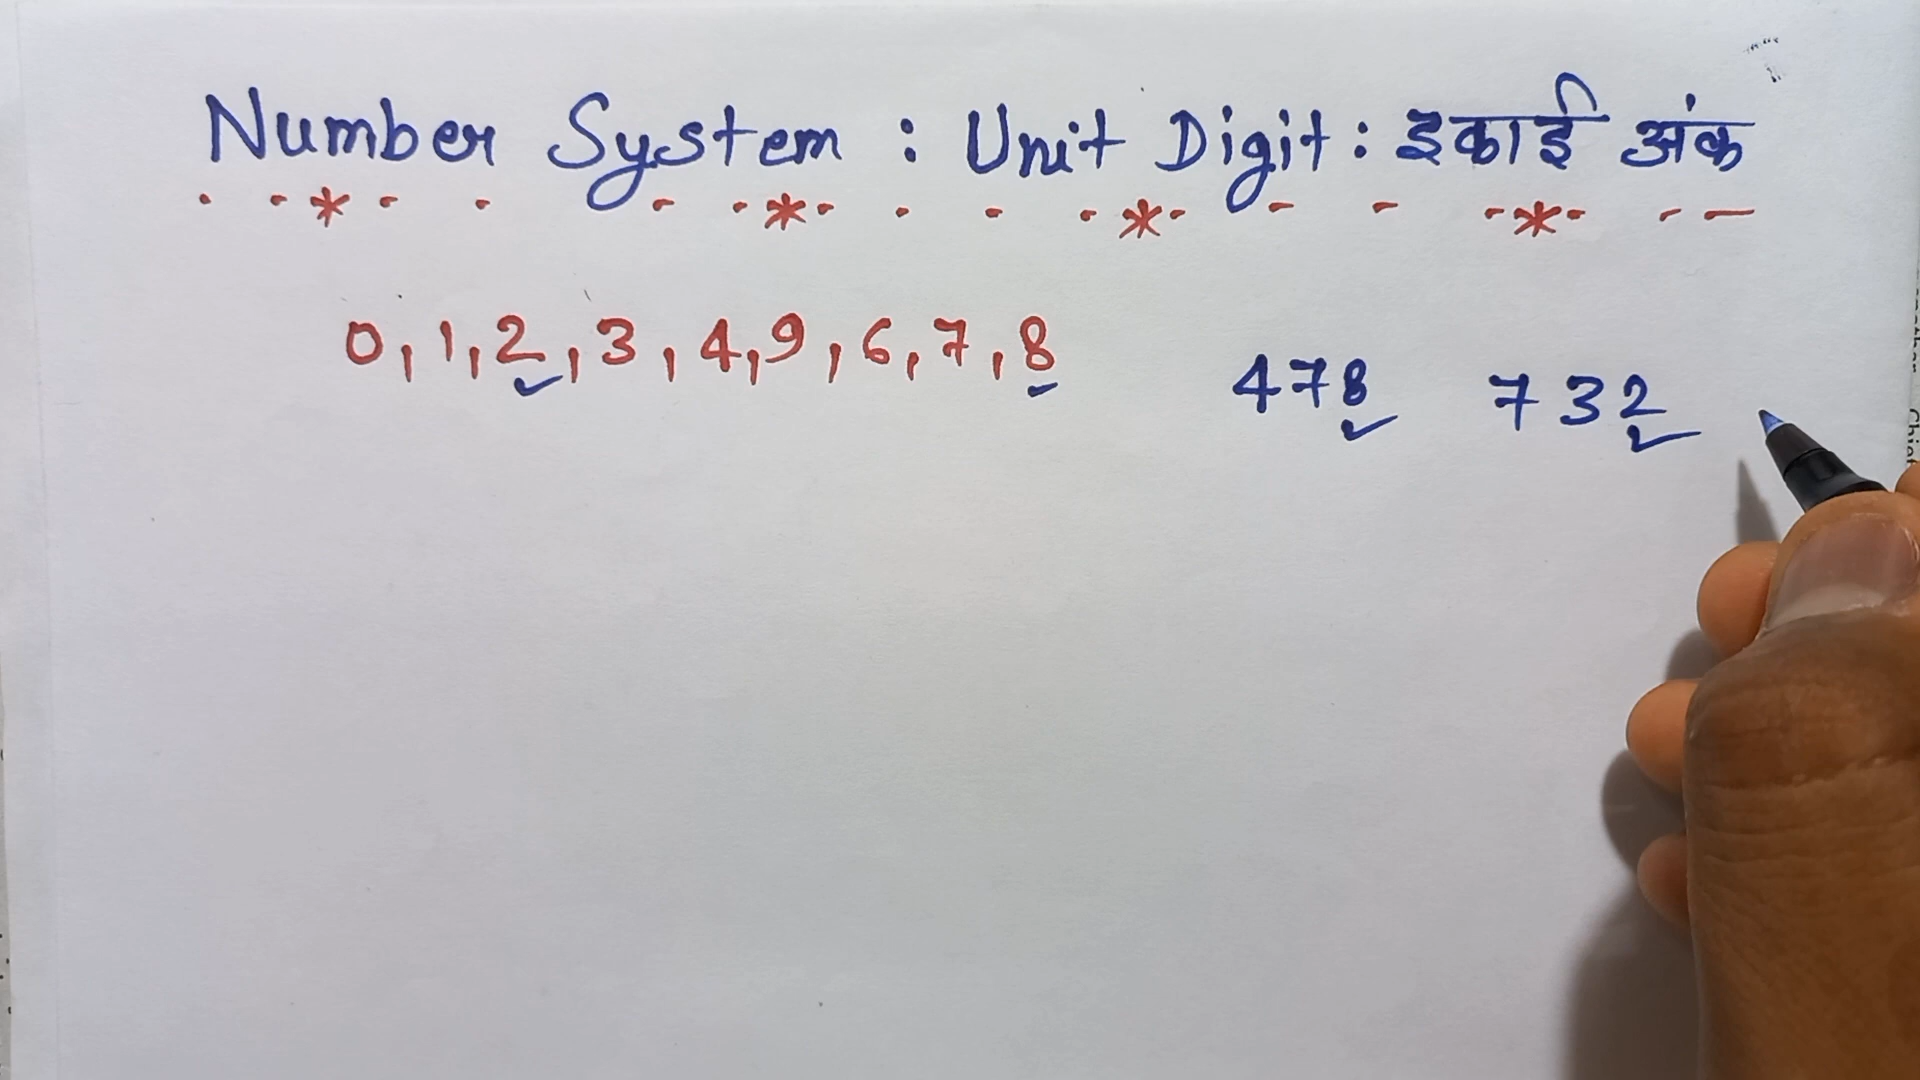 Number System : Unit Digit : इकाई अंक
0, 1, 2, 3, 4, 9, 6, 7, 8
478 732